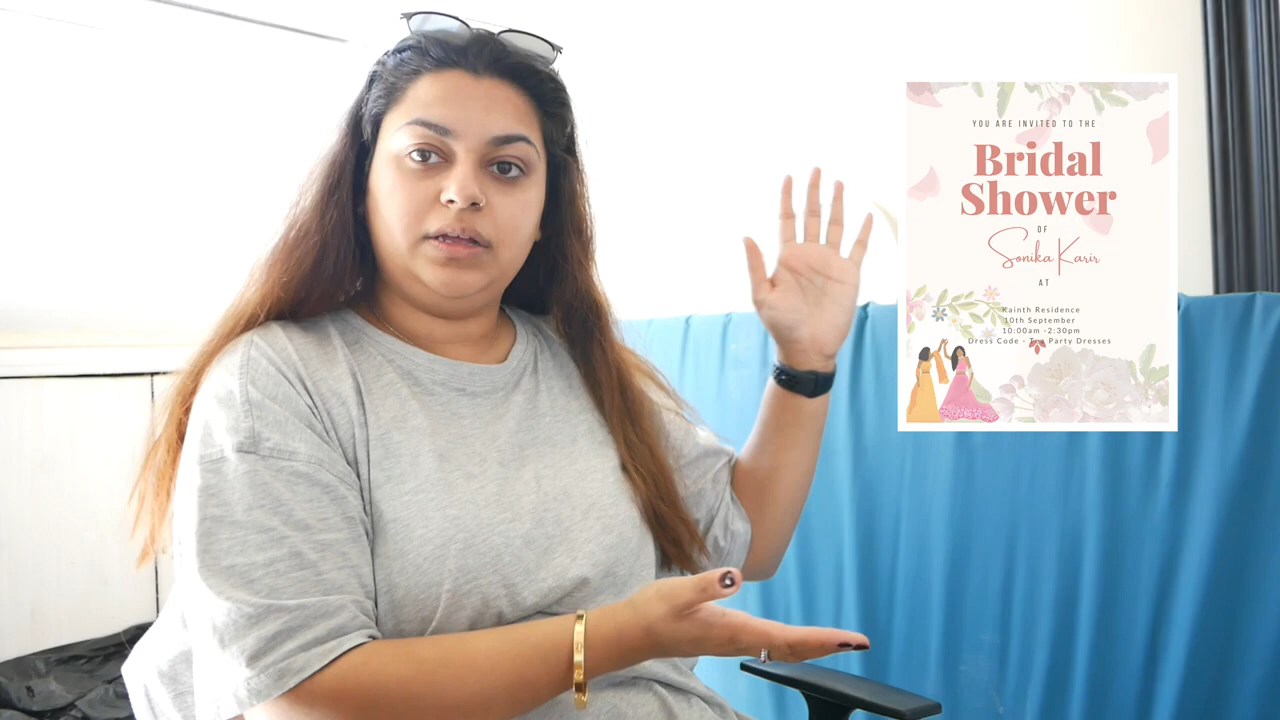 YOU ARE INVITED TO THE
Bridal
Shower
OF
Sonika Karir
AT
Kainth Residence
10th September
10:00am -2:30pm
Dress Code - Tea Party Dresses